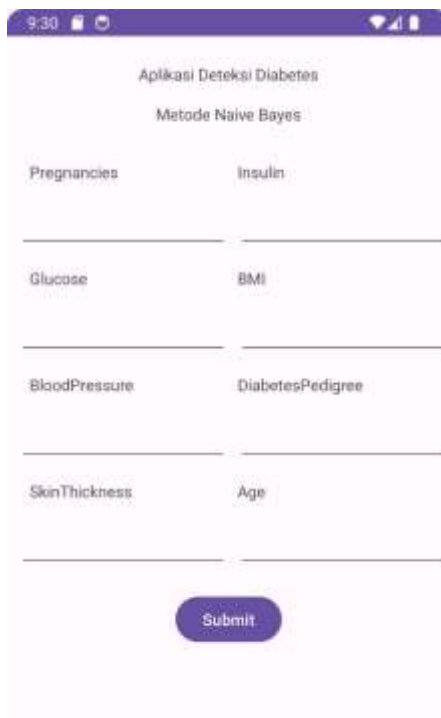 9:30
Aplikasi Deteksi Diabetes
Metode Naive Bayes
Pregnancies Insulin
Glucose BMI
BloodPressure DiabetesPedigree
SkinThickness Age
Submit